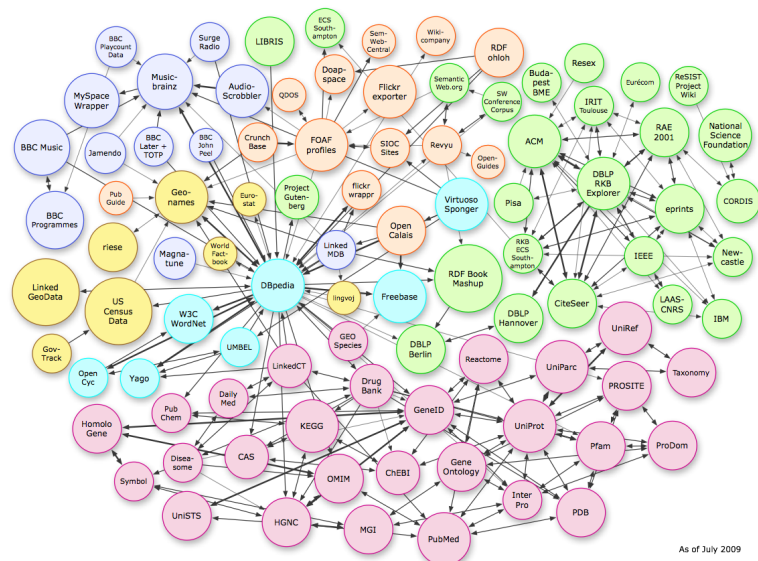 BBC
Playcount
Data
Surge
Radio
LIBRIS
ECS
South-
ampton
Sem-
Web-
Central
Wiki-
company
RDF
ohloh
Music-
brainz
Doap-
space
Flickr
exporter
Semantic
Web.org
Buda-
pest
BME
Resex
Eurécom
ReSIST
Project
Wiki
MySpace
Wrapper
Audio-
Scrobbler
QDOS
SW
Conference
Corpus
IRIT
Toulouse
RAE
2001
National
Science
Foundation
BBC Music
Jamendo
BBC
Later +
TOTP
BBC
John
Peel
Crunch
Base
FOAF
profiles
SIOC
Sites
Revyu
Open-
Guides
ACM
DBLP
RKB
Explorer
Pub
Guide
Geo-
names
Euro-
stat
Project
Guten-
berg
flickr
wrappr
Virtuoso
Sponger
Pisa
eprints
CORDIS
BBC
Programmes
riese
Magna-
tune
World
Fact-
book
Linked
MDB
Open
Calais
RKB
ECS
South-
ampton
IEEE
New-
castle
Linked
GeoData
US
Census
Data
DBpedia
lingvoj
Freebase
RDF Book
Mashup
CiteSeer
LAAS-
CNRS
IBM
W3C
WordNet
DBLP
Hannover
Gov-
Track
Open
Cyc
Yago
UMBEL
GEO
Species
DBLP
Berlin
UniRef
LinkedCT
Reactome
UniParc
Taxonomy
Daily
Med
Drug
Bank
GeneID
PROSITE
Pub
Chem
KEGG
UniProt
Homolo
Gene
Pfam
ProDom
Disea-
some
CAS
ChEBI
Gene
Ontology
Symbol
OMIM
Inter
Pro
UniSTS
HGNC
MGI
PubMed
PDB
As of July 2009